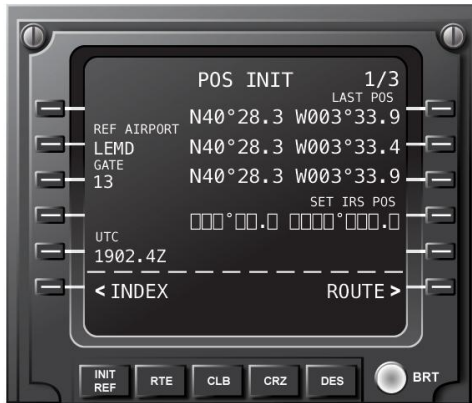 POS INIT 1/3
LAST POS
N40°28.3 W003°33.9
REF AIRPORT
LEMD N40°28.3 W003°33.4
GATE
13 N40°28.3 W003°33.9
SET IRS POS
□□□°□□.□ □□□□°□□□.□
UTC
1902.4Z
<INDEX ROUTE>
INIT REF RTE CLB CRZ DES BRT